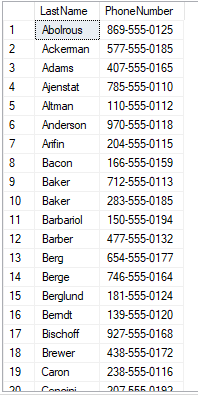 LastName PhoneNumber
1 Abolrous 869-555-0125
2 Ackerman 577-555-0185
3 Adams 407-555-0165
4 Ajenstat 785-555-0110
5 Altman 110-555-0112
6 Anderson 970-555-0118
7 Arifin 204-555-0115
8 Bacon 166-555-0159
9 Baker 712-555-0113
10 Baker 283-555-0185
11 Barbariol 150-555-0194
12 Barber 477-555-0132
13 Berg 654-555-0177
14 Berge 746-555-0164
15 Berglund 181-555-0124
16 Berndt 139-555-0120
17 Bischoff 927-555-0168
18 Brewer 438-555-0172
19 Caron 238-555-0116
20